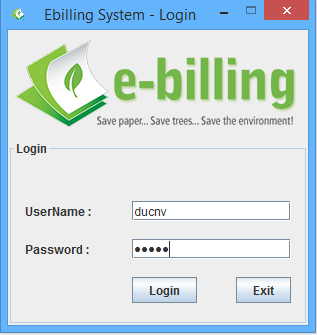 Ebilling System - Login
e-billing
Save paper... Save trees... Save the environment!
Login
UserName : ducnv
Password : •••••
Login Exit